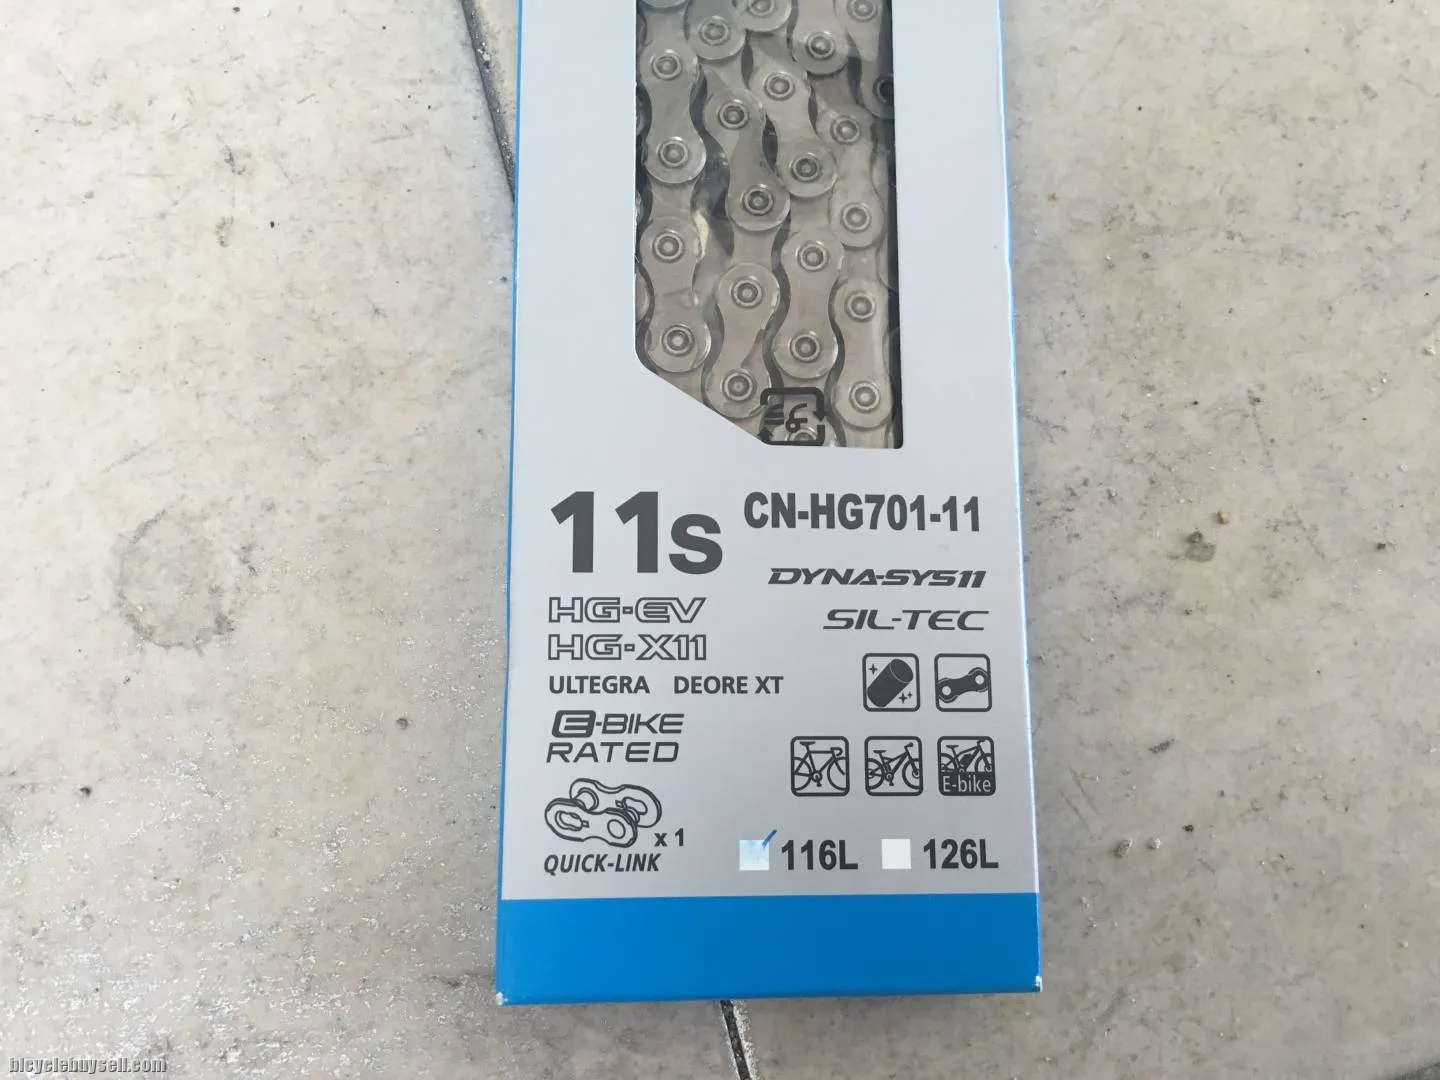 11s
CN-HG701-11
DYNA-SYS11
HG-EV
SIL-TEC
HG-X11
ULTEGRA DEORE XT
E-BIKE
RATED
E-bike
x 1
QUICK-LINK
116L
126L
bicyclebuysell.com